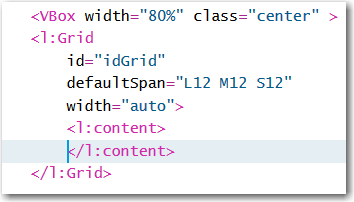 <VBox width="80%" class="center" >
<l:Grid
id="idGrid"
defaultSpan="L12 M12 S12"
width="auto">
<l:content>
</l:content>
</l:Grid>